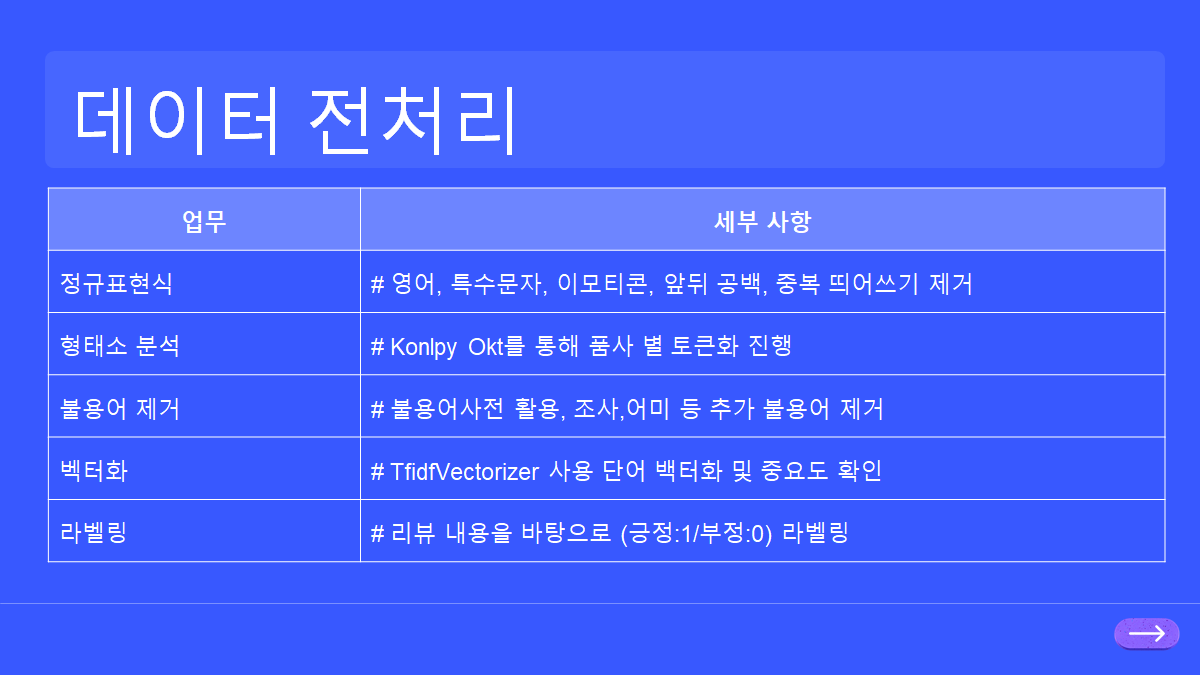 데이터 전처리
업무 세부 사항
정규표현식 # 영어, 특수문자, 이모티콘, 앞뒤 공백, 중복 띄어쓰기 제거
형태소 분석 # Konlpy Okt를 통해 품사 별 토큰화 진행
불용어 제거 # 불용어사전 활용, 조사,어미 등 추가 불용어 제거
벡터화 # TfidfVectorizer 사용 단어 백터화 및 중요도 확인
라벨링 # 리뷰 내용을 바탕으로 (긍정:1/부정:0) 라벨링